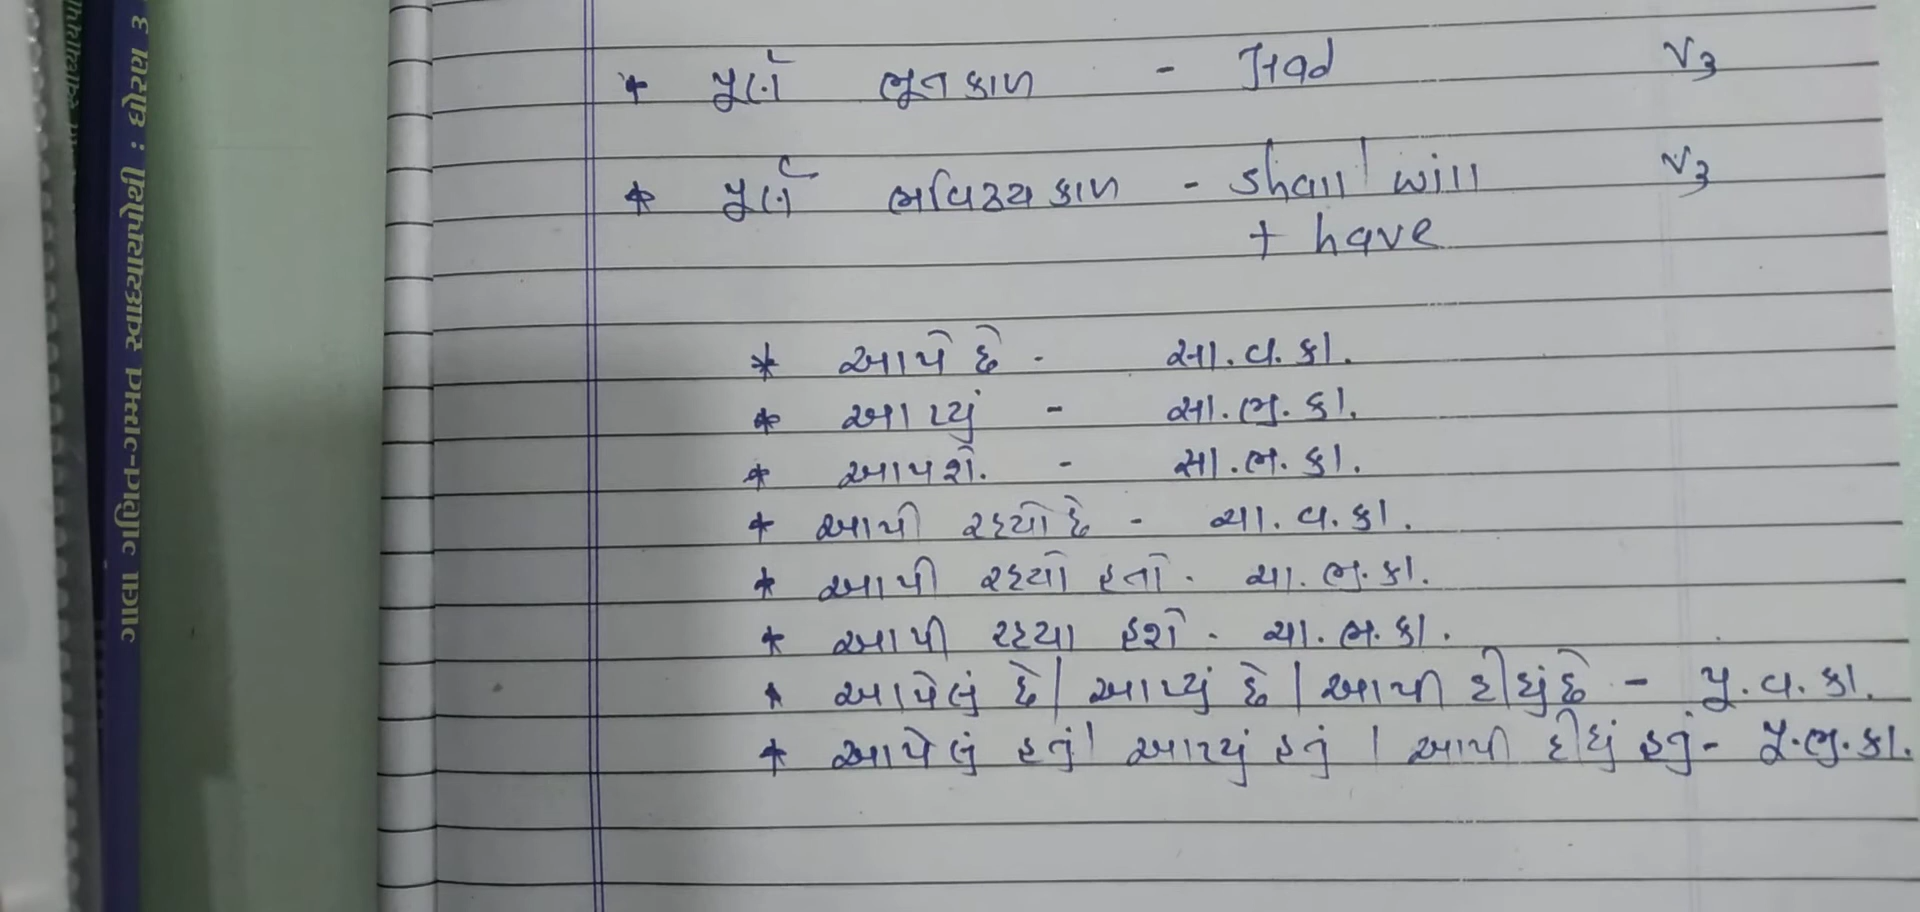 * પૂર્ણ ભૂતકાળ - Had V3
* પૂર્ણ ભવિષ્યકાળ - shall will V3
+ have
* આપે છે - સા. વ. કા.
* આપ્યું - સા. ભૂ. કા.
* આપશે. - સા. ભ. કા.
* આપી રહ્યો છે - ચા. વ. કા.
* આપી રહ્યો હતો - ચા. ભૂ. કા.
* આપી રહ્યા હશે - ચા. ભ. કા.
* આપેલું છે | આપ્યું છે | આપી દીધું છે - પૂ. વ. કા.
* આપેલું હતું | આપ્યું હતું | આપી દીધું હતું - પૂ. ભૂ. કા.